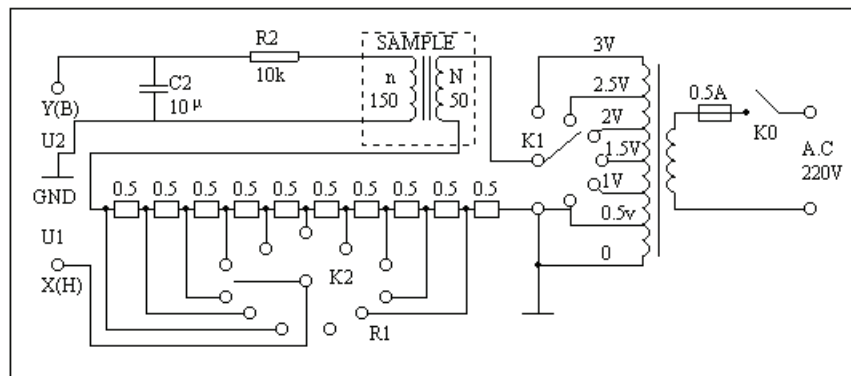 R2
10k
SAMPLE
n
150
N
50
3V
2.5V
2V
1.5V
1V
0.5v
0
0.5A
K0
A.C
220V
K1
C2
10μ
Y(B)
U2
GND
0.5 0.5 0.5 0.5 0.5 0.5 0.5 0.5 0.5 0.5
U1
X(H)
K2
R1